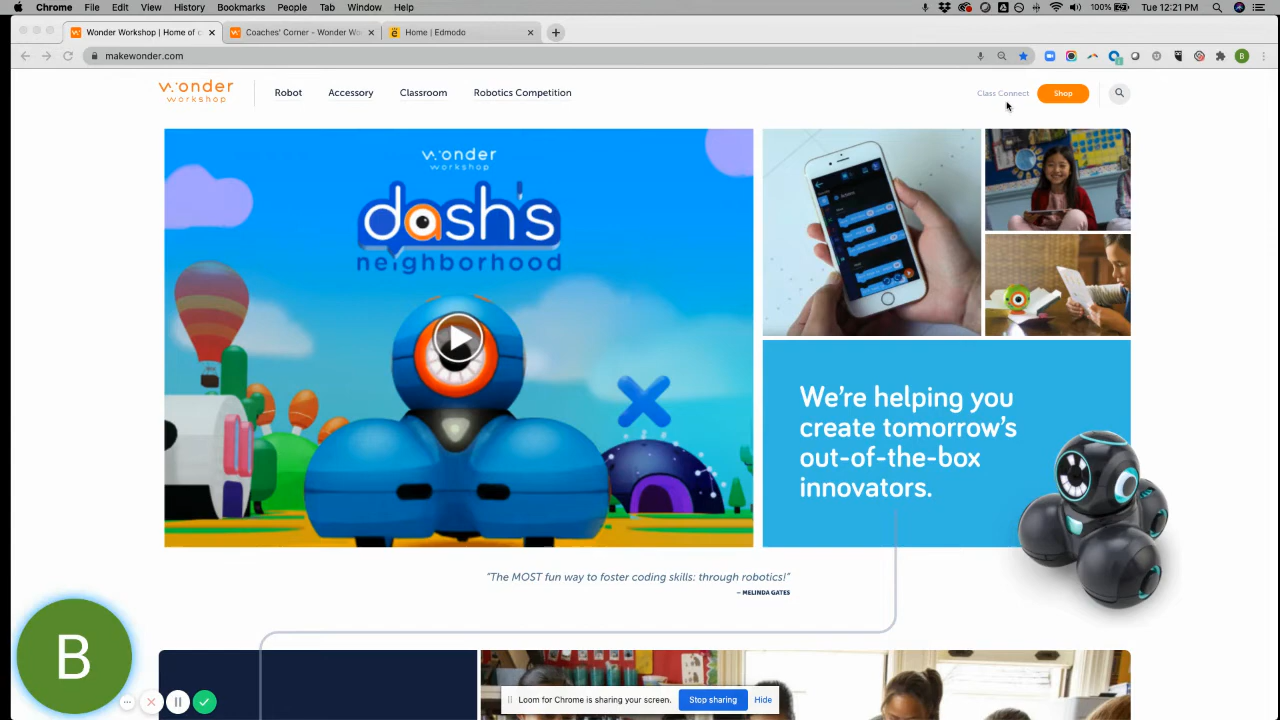 Chrome File Edit View History Bookmarks People Tab Window Help 100% Tue 12:21 PM
Wonder Workshop | Home of c Coaches' Corner - Wonder Wo Home | Edmodo
makewonder.com B
wonder workshop
Robot Accessory Classroom Robotics Competition Class Connect Shop
wonder
workshop
dash's
neighborhood
We're helping you
create tomorrow's
out-of-the-box
innovators.
"The MOST fun way to foster coding skills: through robotics!"
– MELINDA GATES
B
Loom for Chrome is sharing your screen. Stop sharing Hide